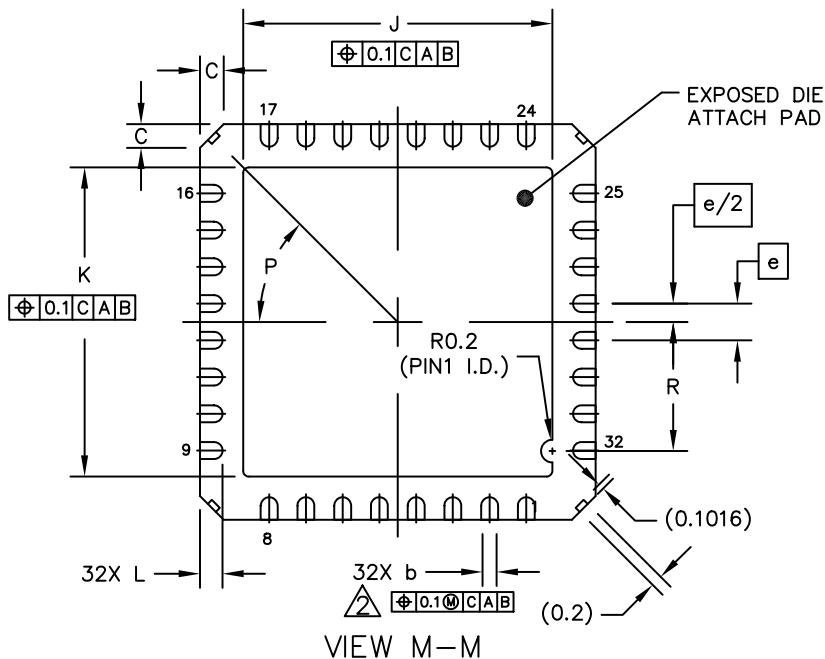 J
⌖ 0.1 C A B
C
17
24
EXPOSED DIE
ATTACH PAD
C
16
25
e/2
K
P
e
⌖ 0.1 C A B
R0.2
(PIN1 I.D.)
R
9
32
1
(0.1016)
8
32X L
32X b
2
⌖ 0.1 Ⓜ C A B
(0.2)
VIEW M-M